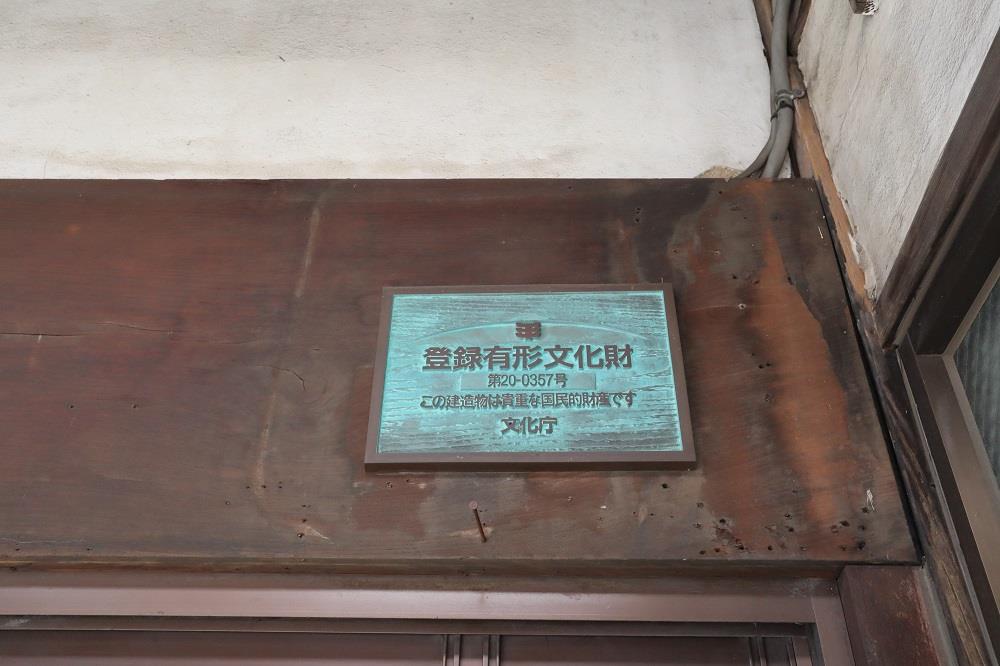 登録有形文化財
第20-0357号
この建造物は貴重な国民的財産です
文化庁